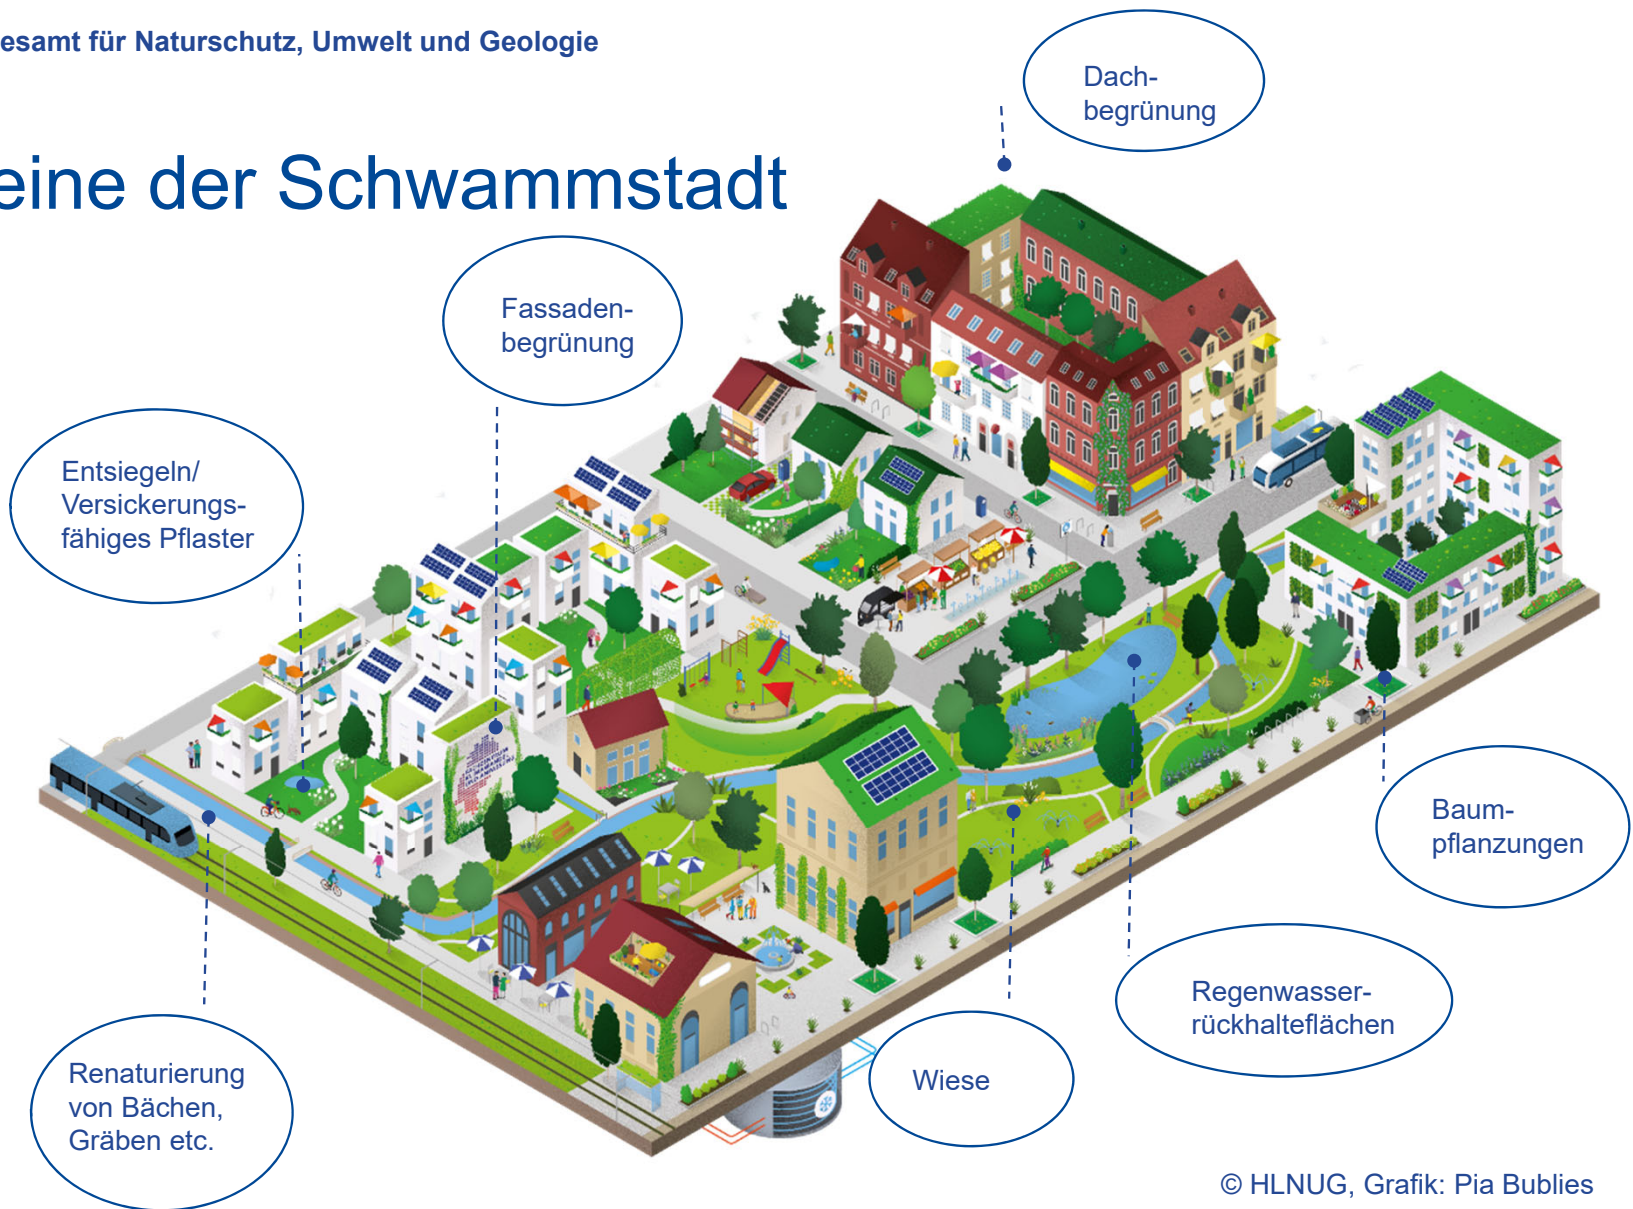 esamt für Naturschutz, Umwelt und Geologie
eine der Schwammstadt
Dach-
begrünung
Fassaden-
begrünung
Entsiegeln/
Versickerungs-
fähiges Pflaster
Baum-
pflanzungen
Regenwasser-
rückhalteflächen
Wiese
Renaturierung
von Bächen,
Gräben etc.
© HLNUG, Grafik: Pia Bublies